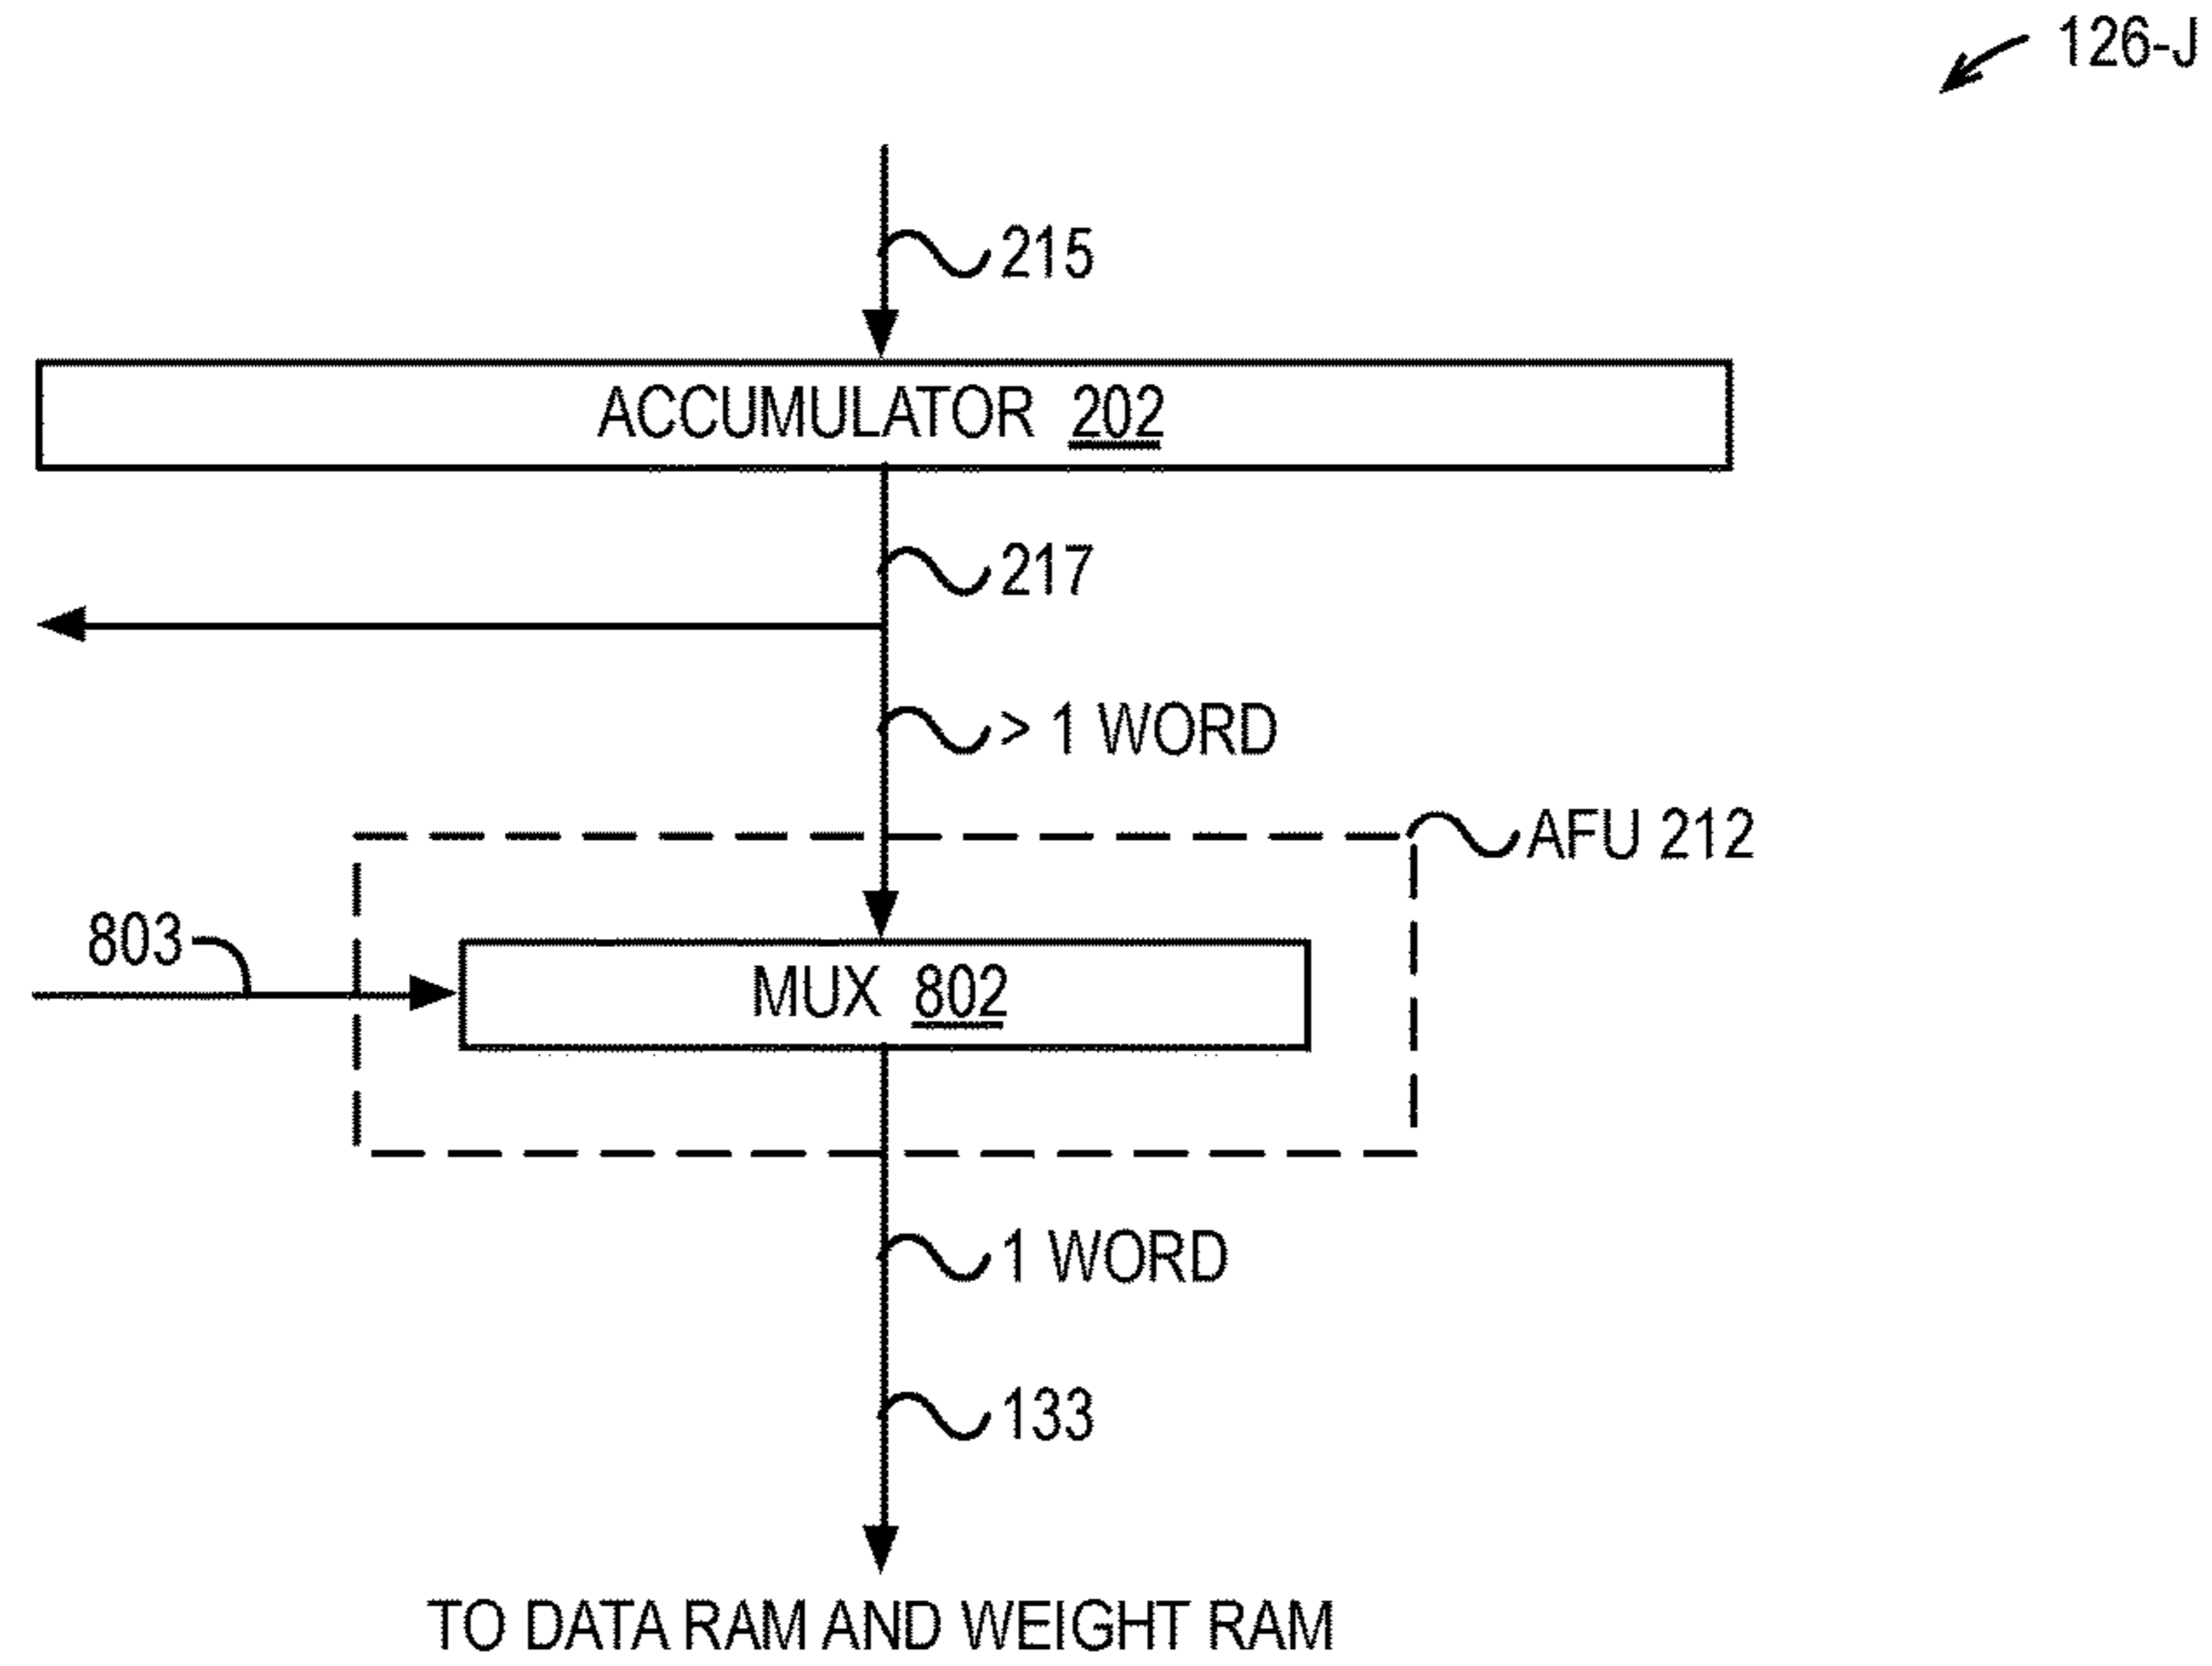 126-J
215
ACCUMULATOR 202
217
> 1 WORD
AFU 212
803
MUX 802
1 WORD
133
TO DATA RAM AND WEIGHT RAM